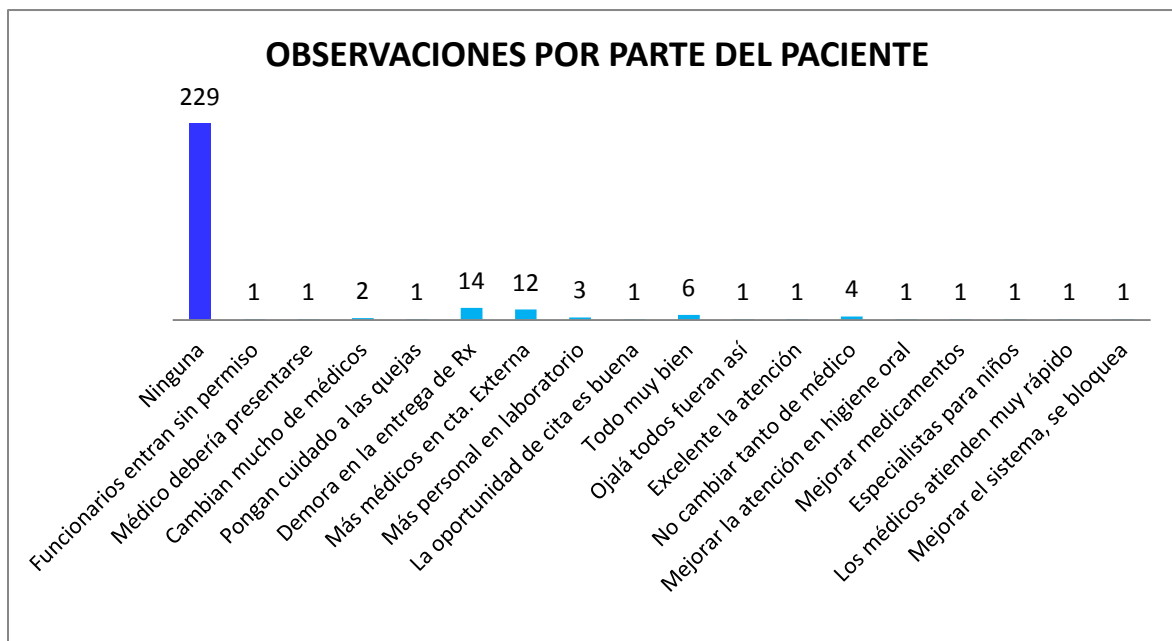 OBSERVACIONES POR PARTE DEL PACIENTE
229
1
1
2
1
14
12
3
1
6
1
1
4
1
1
1
1
1
Ninguna
Funcionarios entran sin permiso
Médico debería presentarse
Cambian mucho de médicos
Pongan cuidado a las quejas
Demora en la entrega de Rx
Más médicos en cta. Externa
Más personal en laboratorio
La oportunidad de cita es buena
Todo muy bien
Ojalá todos fueran así
Excelente la atención
No cambiar tanto de médico
Mejorar la atención en higiene oral
Mejorar medicamentos
Especialistas para niños
Los médicos atienden muy rápido
Mejorar el sistema, se bloquea